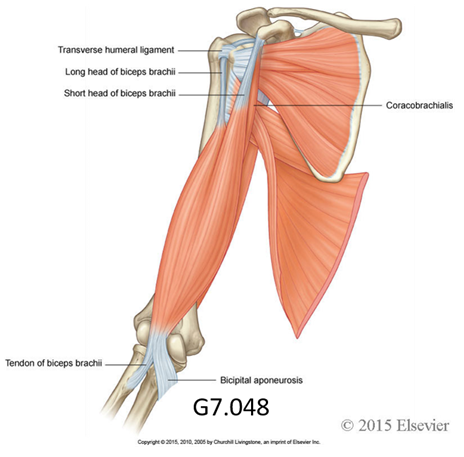 Transverse humeral ligament
Long head of biceps brachii
Short head of biceps brachii
Coracobrachialis
Tendon of biceps brachii
Bicipital aponeurosis
G7.048
© 2015 Elsevier
Copyright © 2015, 2010, 2005 by Churchill Livingstone, an imprint of Elsevier Inc.